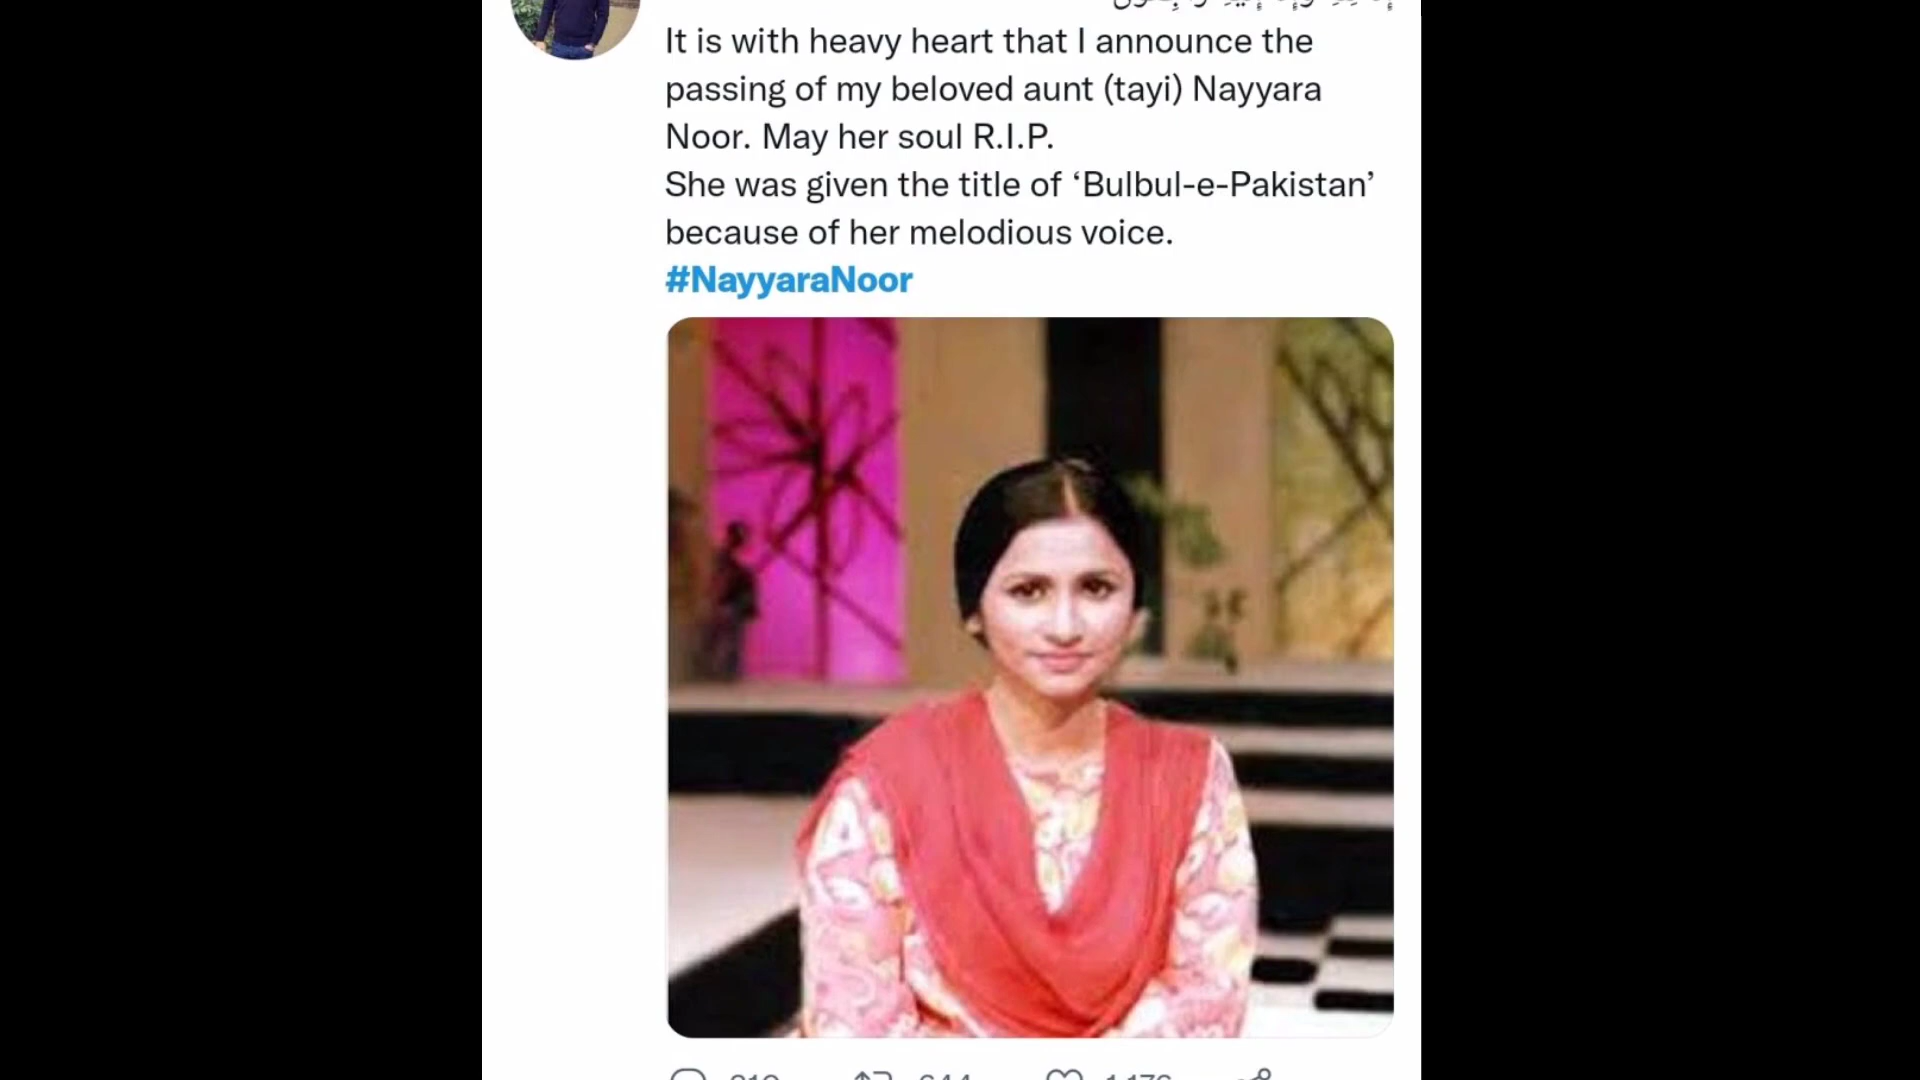 It is with heavy heart that I announce the
passing of my beloved aunt (tayi) Nayyara
Noor. May her soul R.I.P.
She was given the title of ‘Bulbul-e-Pakistan’
because of her melodious voice.
#NayyaraNoor